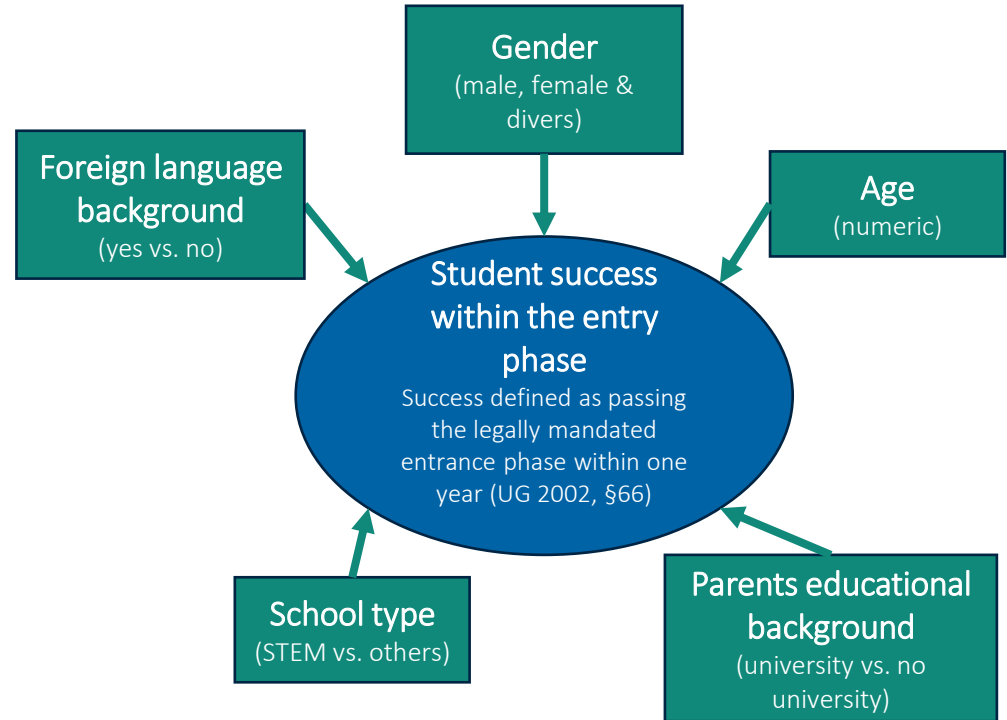 Gender
(male, female &
divers)
Foreign language
background
(yes vs. no)
Age
(numeric)
Student success
within the entry
phase
Success defined as passing
the legally mandated
entrance phase within one
year (UG 2002, §66)
School type
(STEM vs. others)
Parents educational
background
(university vs. no
university)